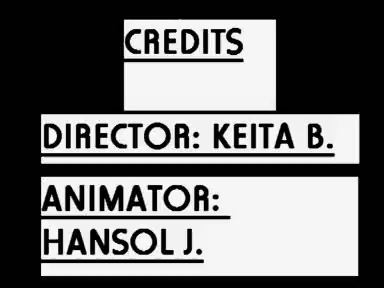 CREDITS
DIRECTOR: KEITA B.
ANIMATOR:
HANSOL J.